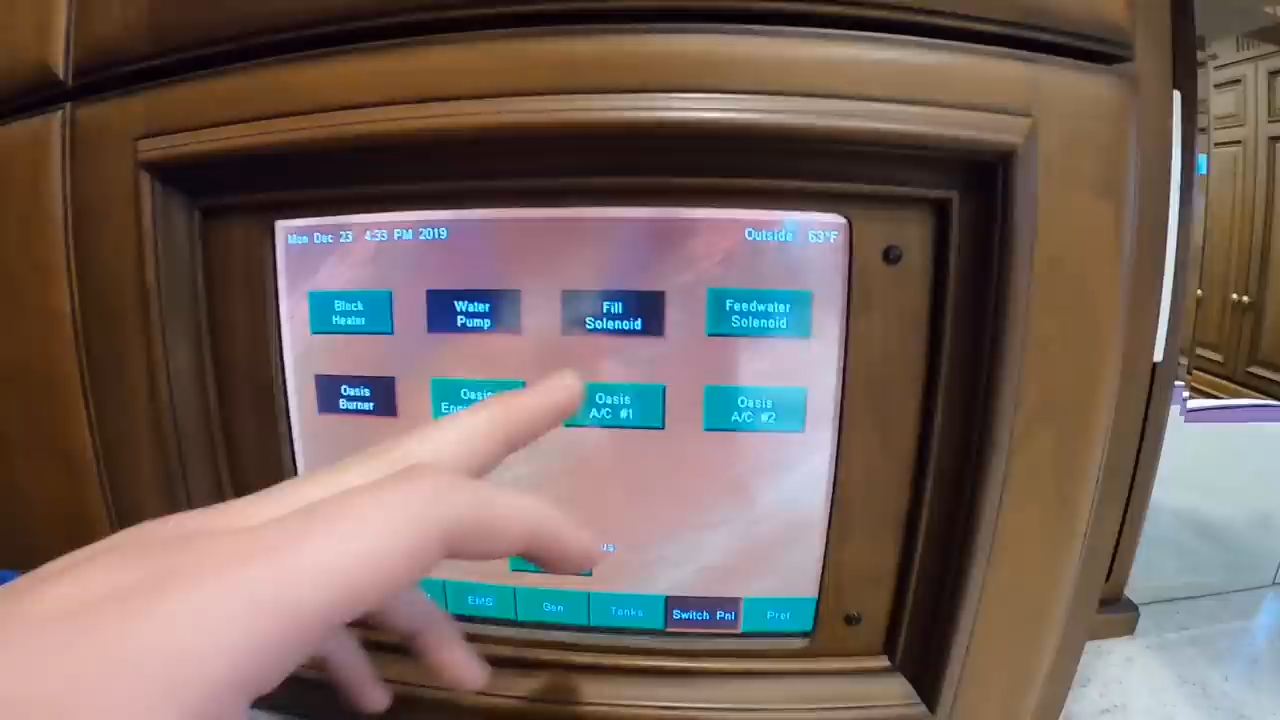 Mon Dec 23 4:33 PM 2019
Outside 63°F
Block
Heater
Water
Pump
Fill
Solenoid
Feedwater
Solenoid
Oasis
Burner
Oasis
Oasis
A/C #1
Oasis
A/C #2
EMS
Gen
Tanks
Switch Pnl
Pref